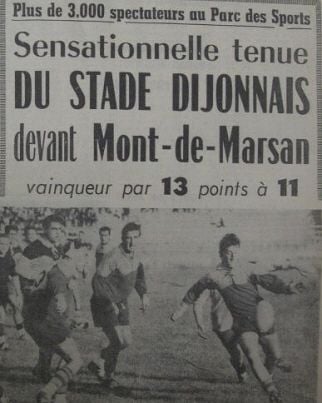 Plus de 3.000 spectateurs au Parc des Sports
Sensationnelle tenue
DU STADE DIJONNAIS
devant Mont-de-Marsan
vainqueur par 13 points à 11